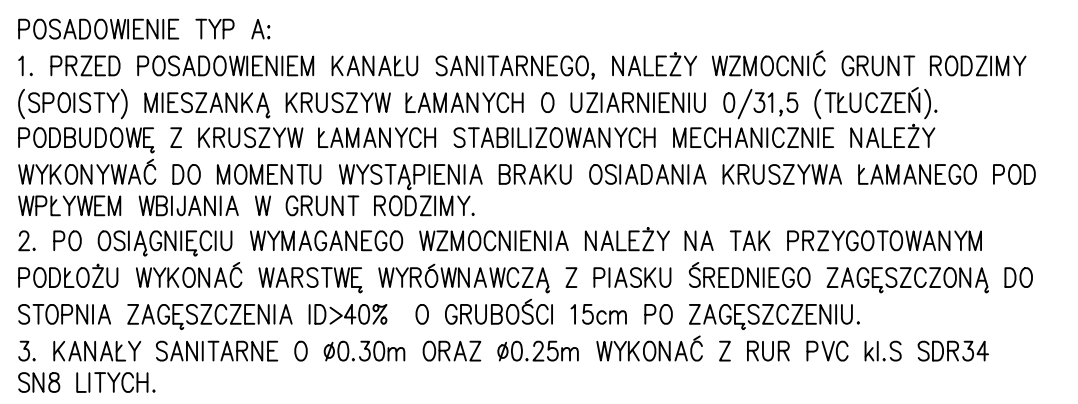 POSADOWIENIE TYP A:
1. PRZED POSADOWIENIEM KANAŁU SANITARNEGO, NALEŻY WZMOCNIĆ GRUNT RODZIMY
(SPOISTY) MIESZANKĄ KRUSZYW ŁAMANYCH O UZIARNIENIU 0/31,5 (TŁUCZEŃ).
PODBUDOWĘ Z KRUSZYW ŁAMANYCH STABILIZOWANYCH MECHANICZNIE NALEŻY
WYKONYWAĆ DO MOMENTU WYSTĄPIENIA BRAKU OSIADANIA KRUSZYWA ŁAMANEGO POD
WPŁYWEM WBIJANIA W GRUNT RODZIMY.
2. PO OSIĄGNIĘCIU WYMAGANEGO WZMOCNIENIA NALEŻY NA TAK PRZYGOTOWANYM
PODŁOŻU WYKONAĆ WARSTWĘ WYRÓWNAWCZĄ Z PIASKU ŚREDNIEGO ZAGĘSZCZONĄ DO
STOPNIA ZAGĘSZCZENIA ID>40% O GRUBOŚCI 15cm PO ZAGĘSZCZENIU.
3. KANAŁY SANITARNE O ø0.30m ORAZ ø0.25m WYKONAĆ Z RUR PVC kl.S SDR34
SN8 LITYCH.